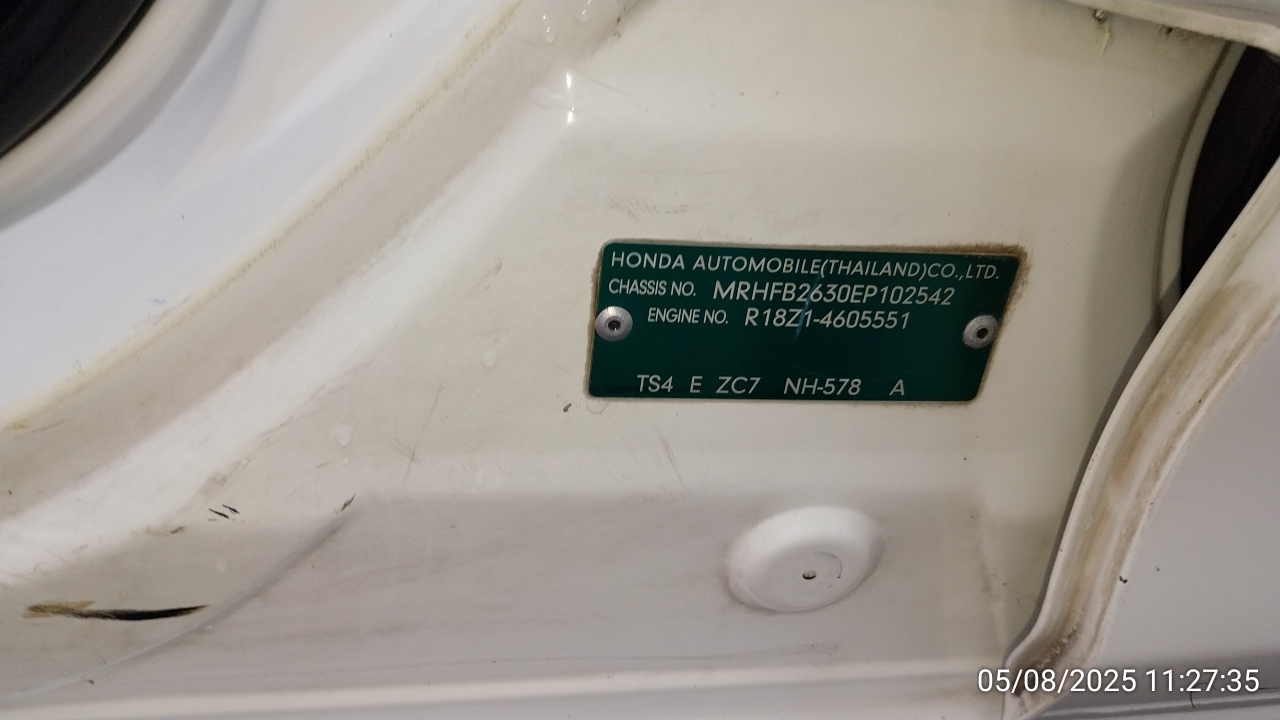 HONDA AUTOMOBILE(THAILAND)CO.,LTD.
CHASSIS NO. MRHFB2630EP102542
ENGINE NO. R18Z1-4605551
TS4 E ZC7 NH-578 A
05/08/2025 11:27:35